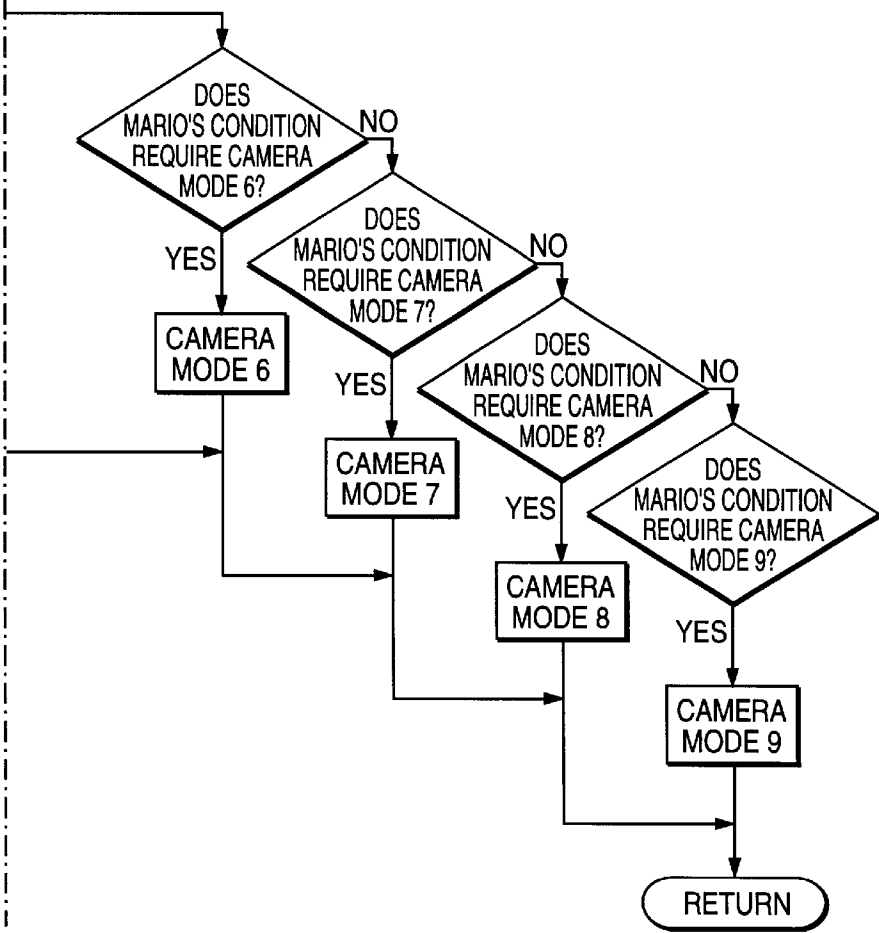 DOES
MARIO'S CONDITION
REQUIRE CAMERA
MODE 6?
NO
YES
CAMERA
MODE 6
DOES
MARIO'S CONDITION
REQUIRE CAMERA
MODE 7?
NO
YES
CAMERA
MODE 7
DOES
MARIO'S CONDITION
REQUIRE CAMERA
MODE 8?
NO
YES
CAMERA
MODE 8
DOES
MARIO'S CONDITION
REQUIRE CAMERA
MODE 9?
YES
CAMERA
MODE 9
RETURN